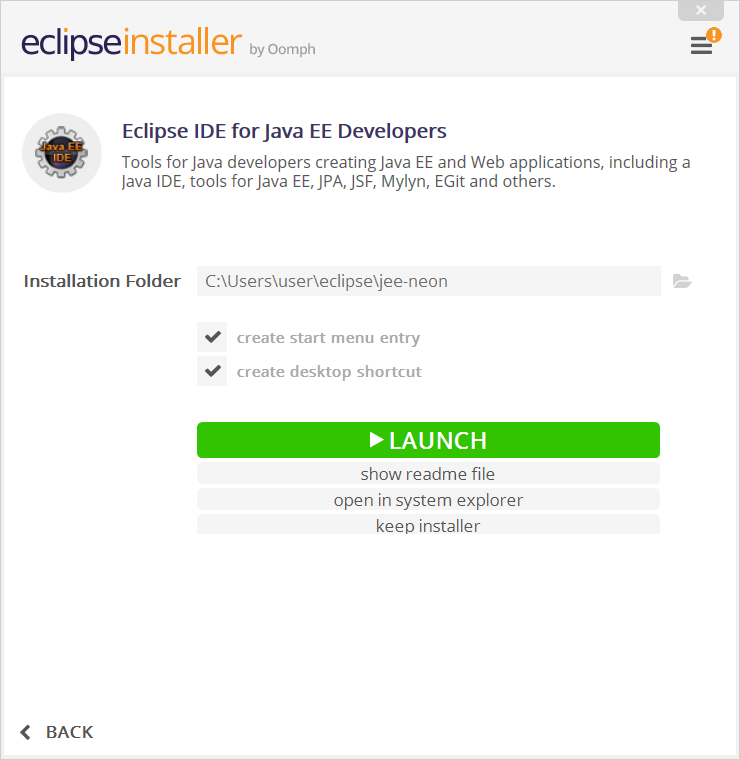 eclipseinstaller by Oomph
!
Eclipse IDE for Java EE Developers
Java EE
IDE
Tools for Java developers creating Java EE and Web applications, including a
Java IDE, tools for Java EE, JPA, JSF, Mylyn, EGit and others.
Installation Folder C:\Users\user\eclipse\jee-neon
create start menu entry
create desktop shortcut
LAUNCH
show readme file
open in system explorer
keep installer
BACK